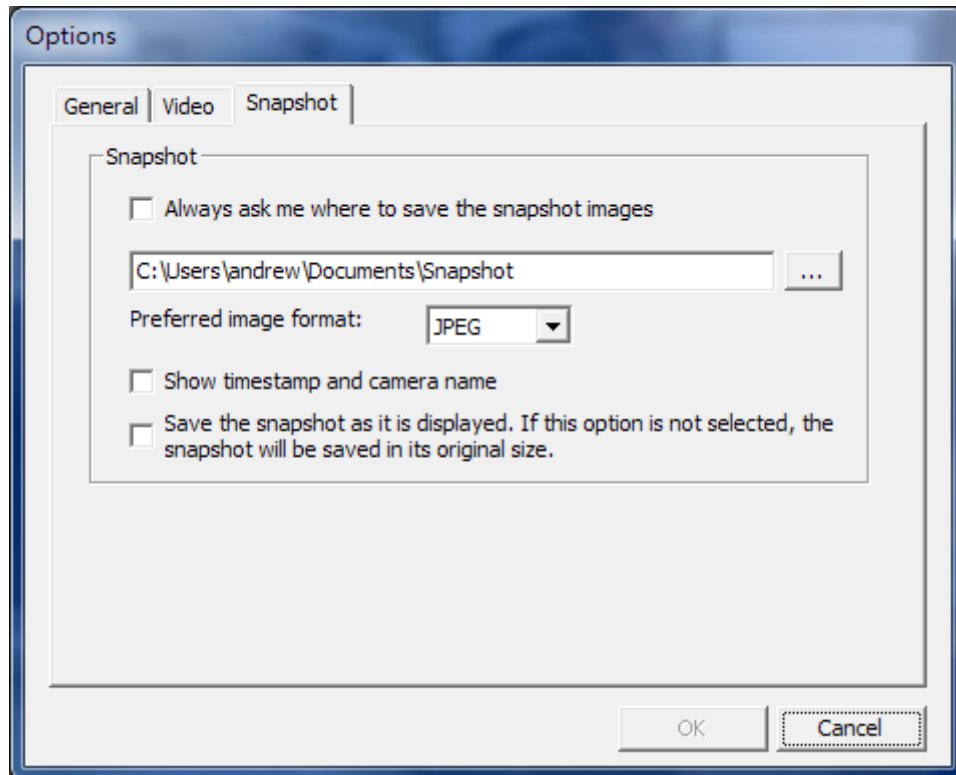 Options
General Video Snapshot
Snapshot
Always ask me where to save the snapshot images
C:\Users\andrew\Documents\Snapshot ...
Preferred image format: JPEG
Show timestamp and camera name
Save the snapshot as it is displayed. If this option is not selected, the
snapshot will be saved in its original size.
OK Cancel